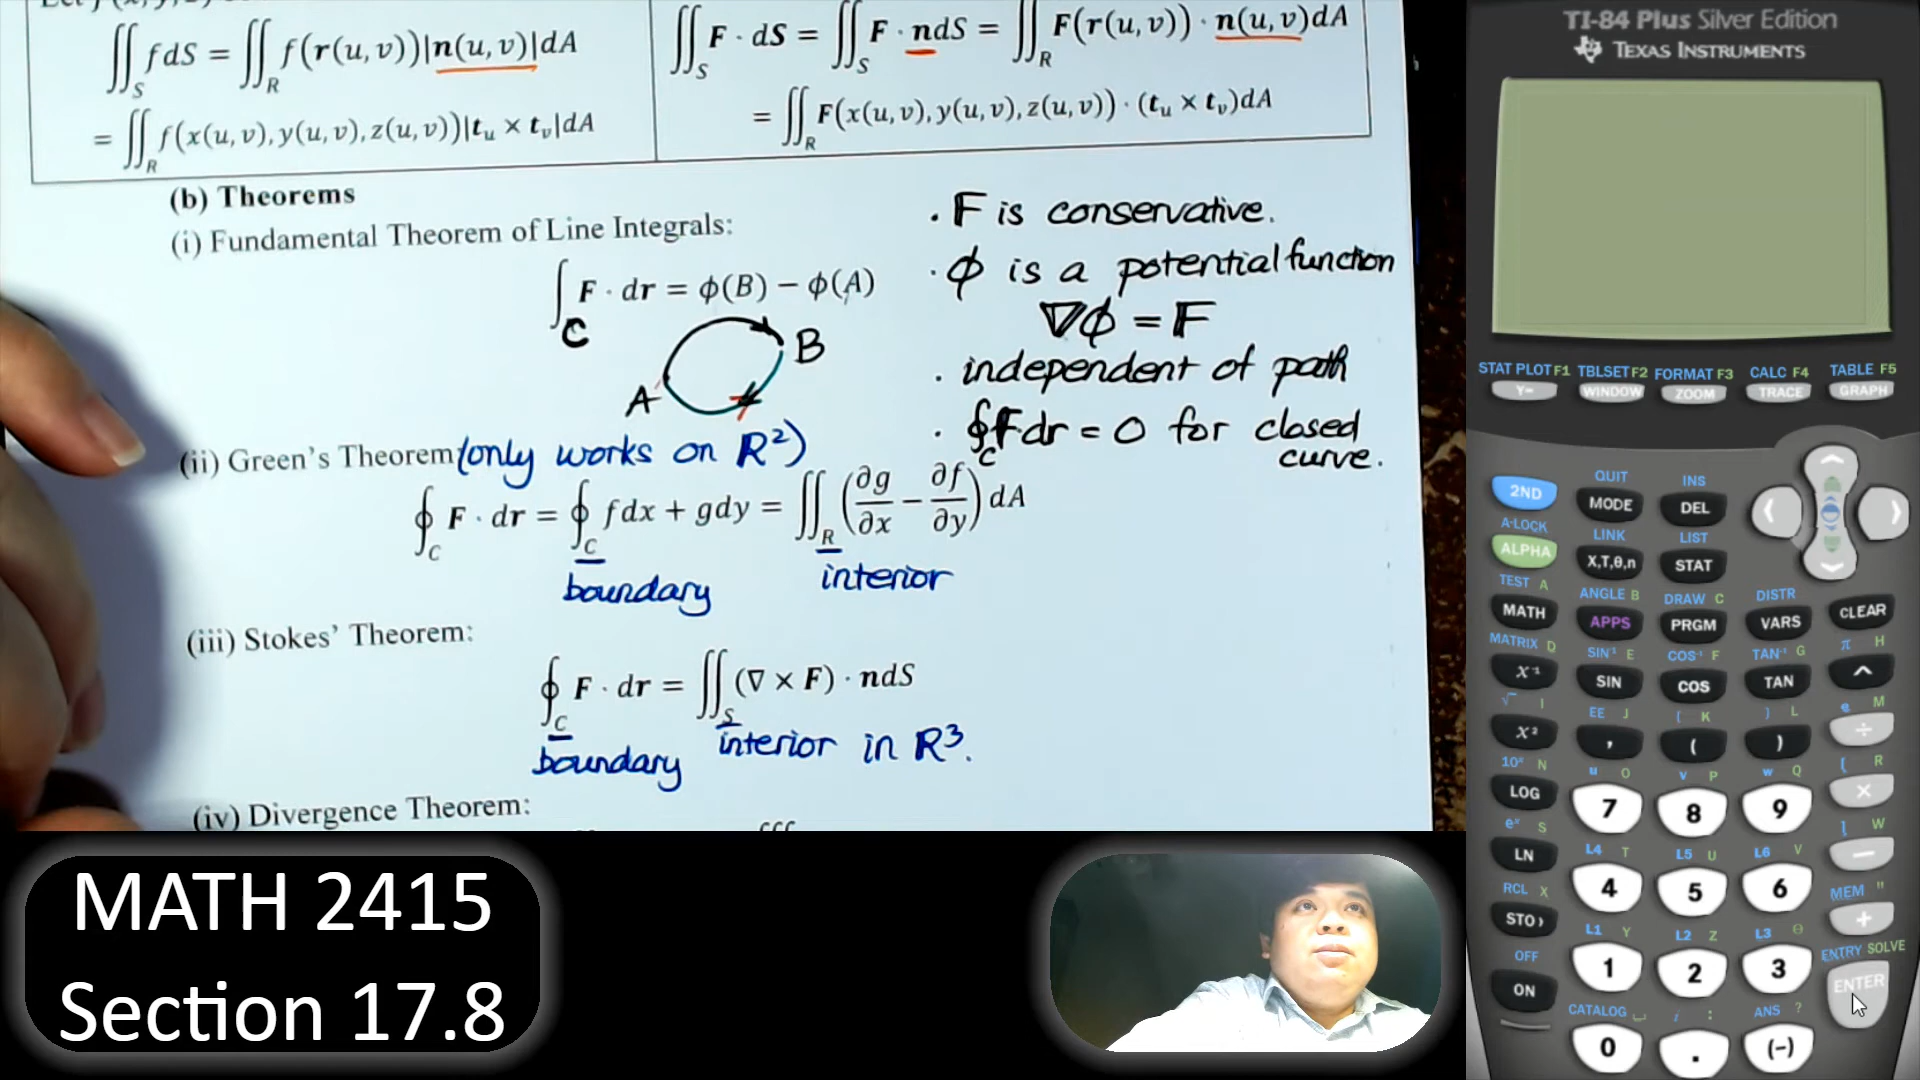 ∬_S fdS = ∬_R f(r(u, v))|n(u, v)|dA
= ∬_R f(x(u, v), y(u, v), z(u, v))|t_u × t_v|dA
∬_S F · dS = ∬_S F · ndS = ∬_R F(r(u, v)) · n(u, v)dA
= ∬_R F(x(u, v), y(u, v), z(u, v)) · (t_u × t_v)dA
(b) Theorems
(i) Fundamental Theorem of Line Integrals:
∫_C F · dr = ϕ(B) − ϕ(A)
A B
· F is conservative.
· ϕ is a potential function
∇ϕ = F
· independent of path
· ∮_C Fdr = 0 for closed
curve.
(ii) Green's Theorem (only works on R²)
∮_C F · dr = ∮_C fdx + gdy = ∬_R (∂g/∂x − ∂f/∂y) dA
boundary interior
(iii) Stokes' Theorem:
∮_C F · dr = ∬_S (∇ × F) · ndS
boundary interior in R³.
(iv) Divergence Theorem:
MATH 2415
Section 17.8
TI-84 Plus Silver Edition
TEXAS INSTRUMENTS
STAT PLOT F1 TBLSET F2 FORMAT F3 CALC F4 TABLE F5
Y= WINDOW ZOOM TRACE GRAPH
QUIT INS
2ND MODE DEL
A-LOCK LINK LIST
ALPHA X,T,θ,n STAT
TEST A ANGLE B DRAW C DISTR
MATH APPS PRGM VARS CLEAR
MATRIX D SIN⁻¹ E COS⁻¹ F TAN⁻¹ G π H
X⁻¹ SIN COS TAN ^
√ I EE J { K } L e M
X² , ( ) ÷
10ˣ N u O v P w Q [ R
LOG 7 8 9 ×
eˣ S L4 T L5 U L6 V ] W
LN 4 5 6 −
RCL X L1 Y L2 Z L3 θ MEM "
STO› 1 2 3 +
OFF CATALOG ⎵ i : ANS ? ENTRY SOLVE
ON 0 . (-) ENTER